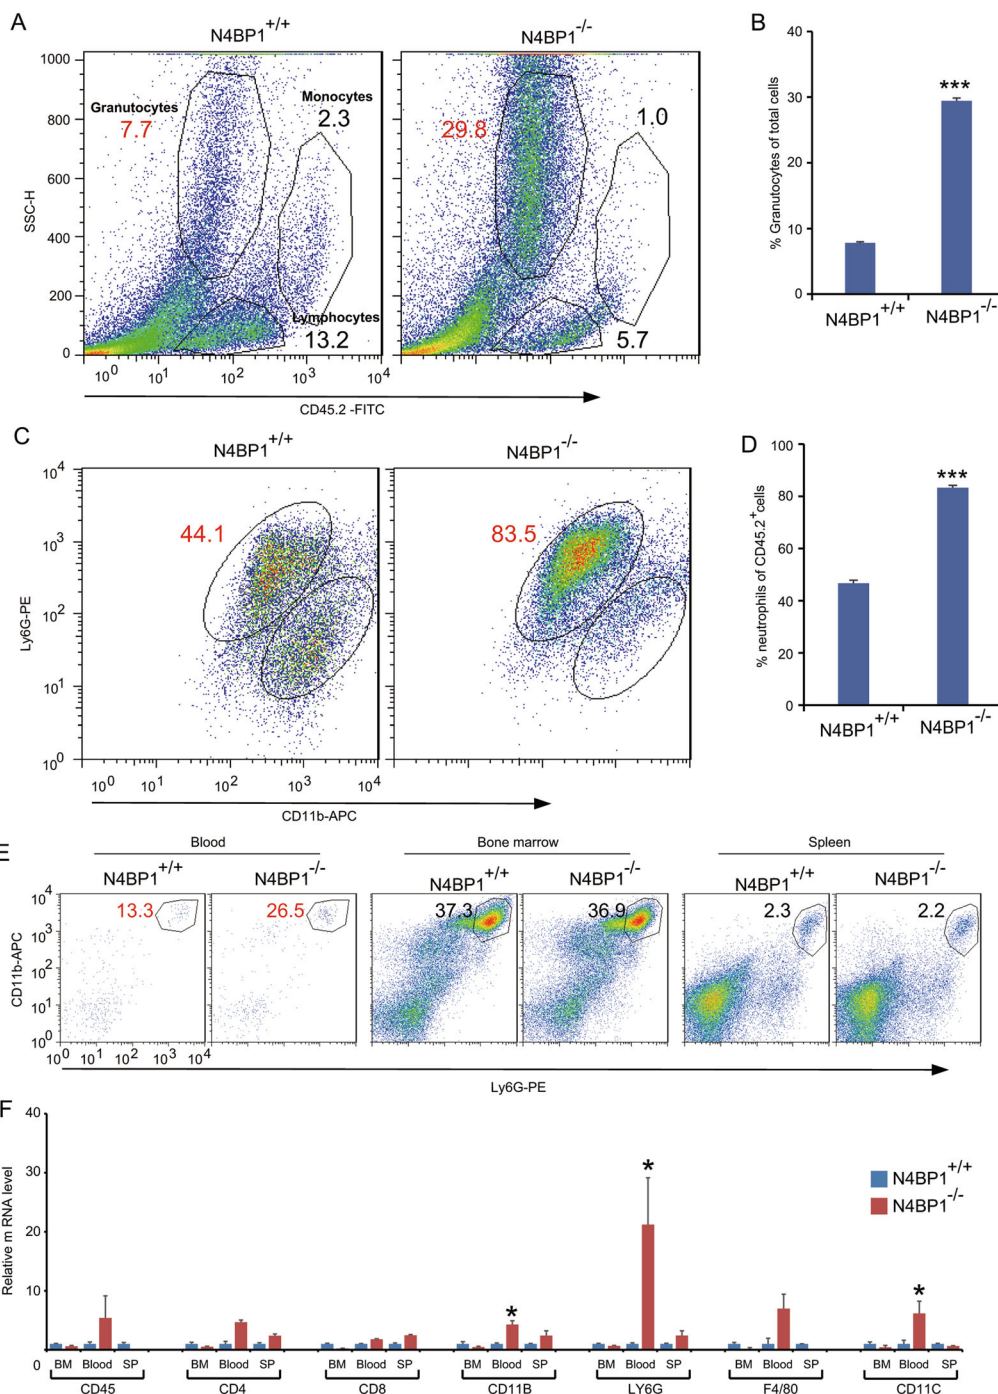 A
N4BP1+/+
N4BP1-/-
1000
800
600
400
200
0
SSC-H
Granutocytes
7.7
Monocytes
2.3
Lymphocytes
13.2
29.8
1.0
5.7
10^0
10^1
10^2
10^3
10^4
CD45.2 -FITC
B
40
30
20
10
0
% Granutocytes of total cells
***
N4BP1+/+
N4BP1-/-
C
N4BP1+/+
N4BP1-/-
10^4
10^3
10^2
10^1
10^0
Ly6G-PE
44.1
83.5
10^0
10^1
10^2
10^3
10^4
CD11b-APC
D
100
80
60
40
20
0
% neutrophils of CD45.2+cells
***
N4BP1+/+
N4BP1-/-
E
Blood
Bone marrow
Spleen
N4BP1+/+
N4BP1-/-
N4BP1+/+
N4BP1-/-
N4BP1+/+
N4BP1-/-
13.3
26.5
37.3
36.9
2.3
2.2
10^4
10^3
10^2
10^1
10^0
CD11b-APC
10^0 10^1 10^2 10^3 10^4
Ly6G-PE
F
40
30
20
10
0
Relative m RNA level
*
*
*
N4BP1+/+
N4BP1-/-
BM Blood SP BM Blood SP BM Blood SP BM Blood SP BM Blood SP BM Blood SP BM Blood SP
CD45 CD4 CD8 CD11B LY6G F4/80 CD11C